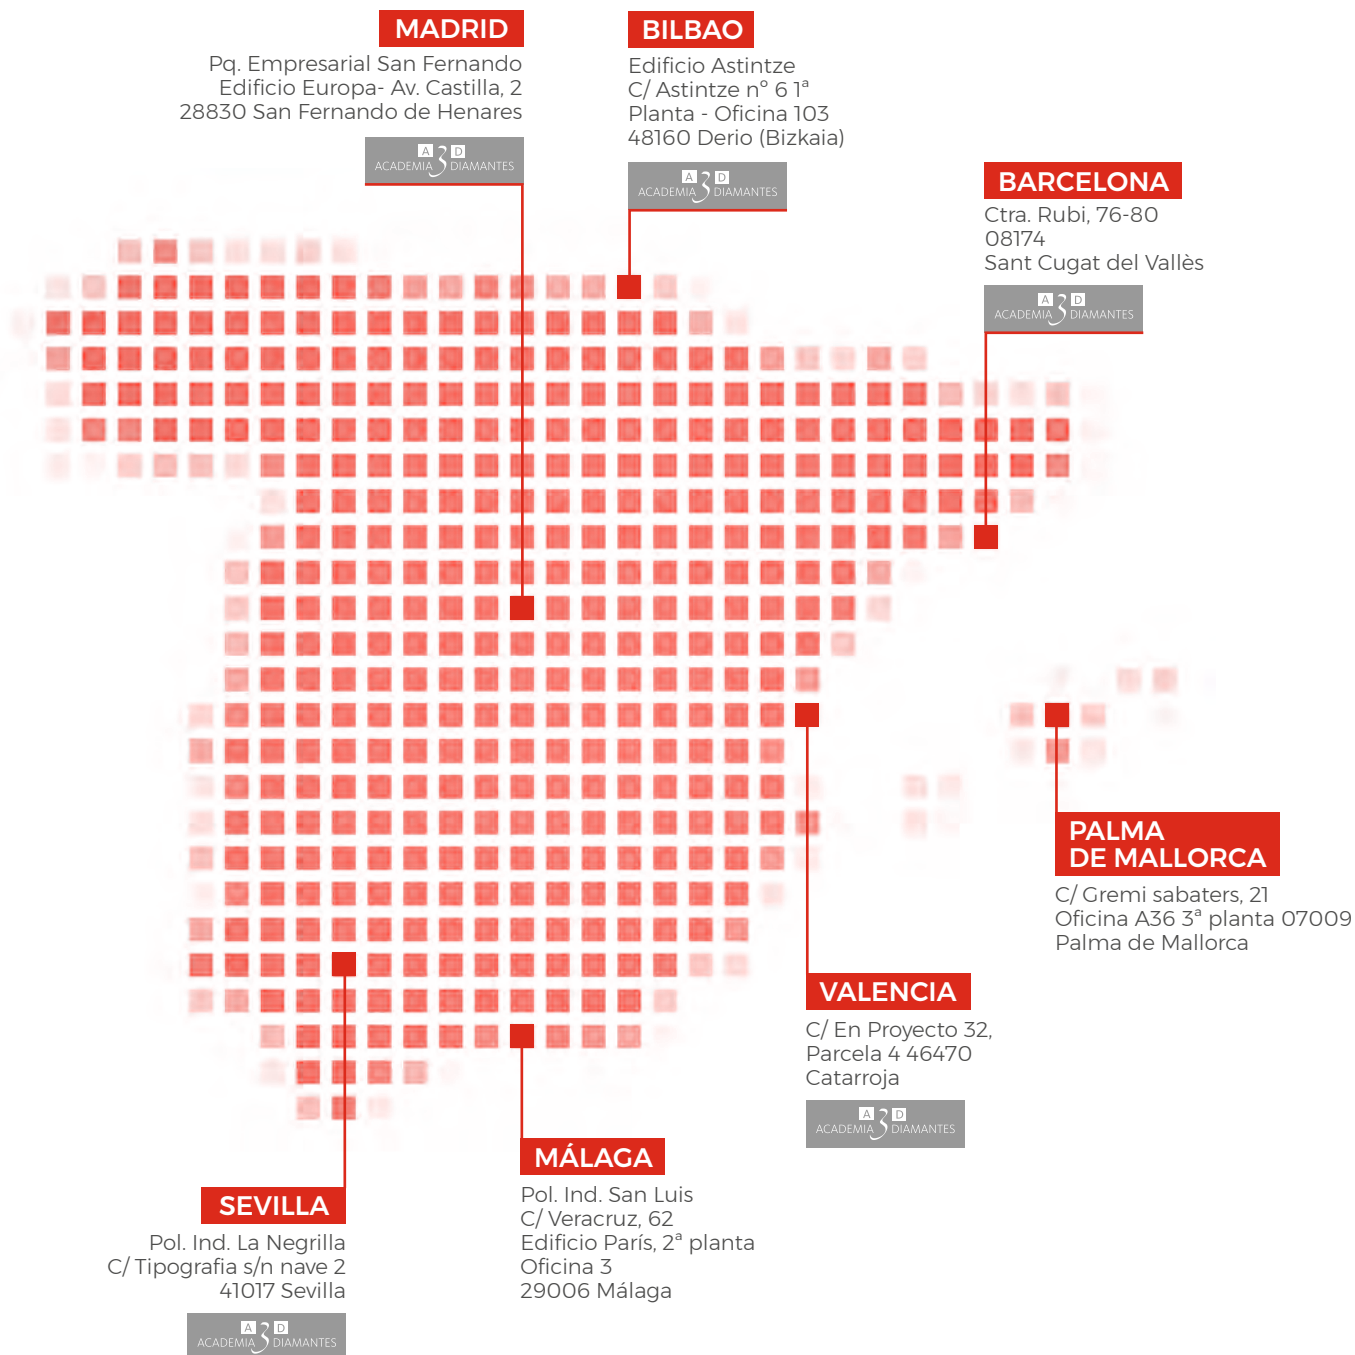 MADRID
Pq. Empresarial San Fernando
Edificio Europa- Av. Castilla, 2
28830 San Fernando de Henares
A D
ACADEMIA 3 DIAMANTES
BILBAO
Edificio Astintze
C/ Astintze nº 6 1ª
Planta - Oficina 103
48160 Derio (Bizkaia)
A D
ACADEMIA 3 DIAMANTES
BARCELONA
Ctra. Rubi, 76-80
08174
Sant Cugat del Vallès
A D
ACADEMIA 3 DIAMANTES
PALMA
DE MALLORCA
C/ Gremi sabaters, 21
Oficina A36 3ª planta 07009
Palma de Mallorca
VALENCIA
C/ En Proyecto 32,
Parcela 4 46470
Catarroja
A D
ACADEMIA 3 DIAMANTES
MÁLAGA
Pol. Ind. San Luis
C/ Veracruz, 62
Edificio París, 2ª planta
Oficina 3
29006 Málaga
SEVILLA
Pol. Ind. La Negrilla
C/ Tipografia s/n nave 2
41017 Sevilla
A D
ACADEMIA 3 DIAMANTES